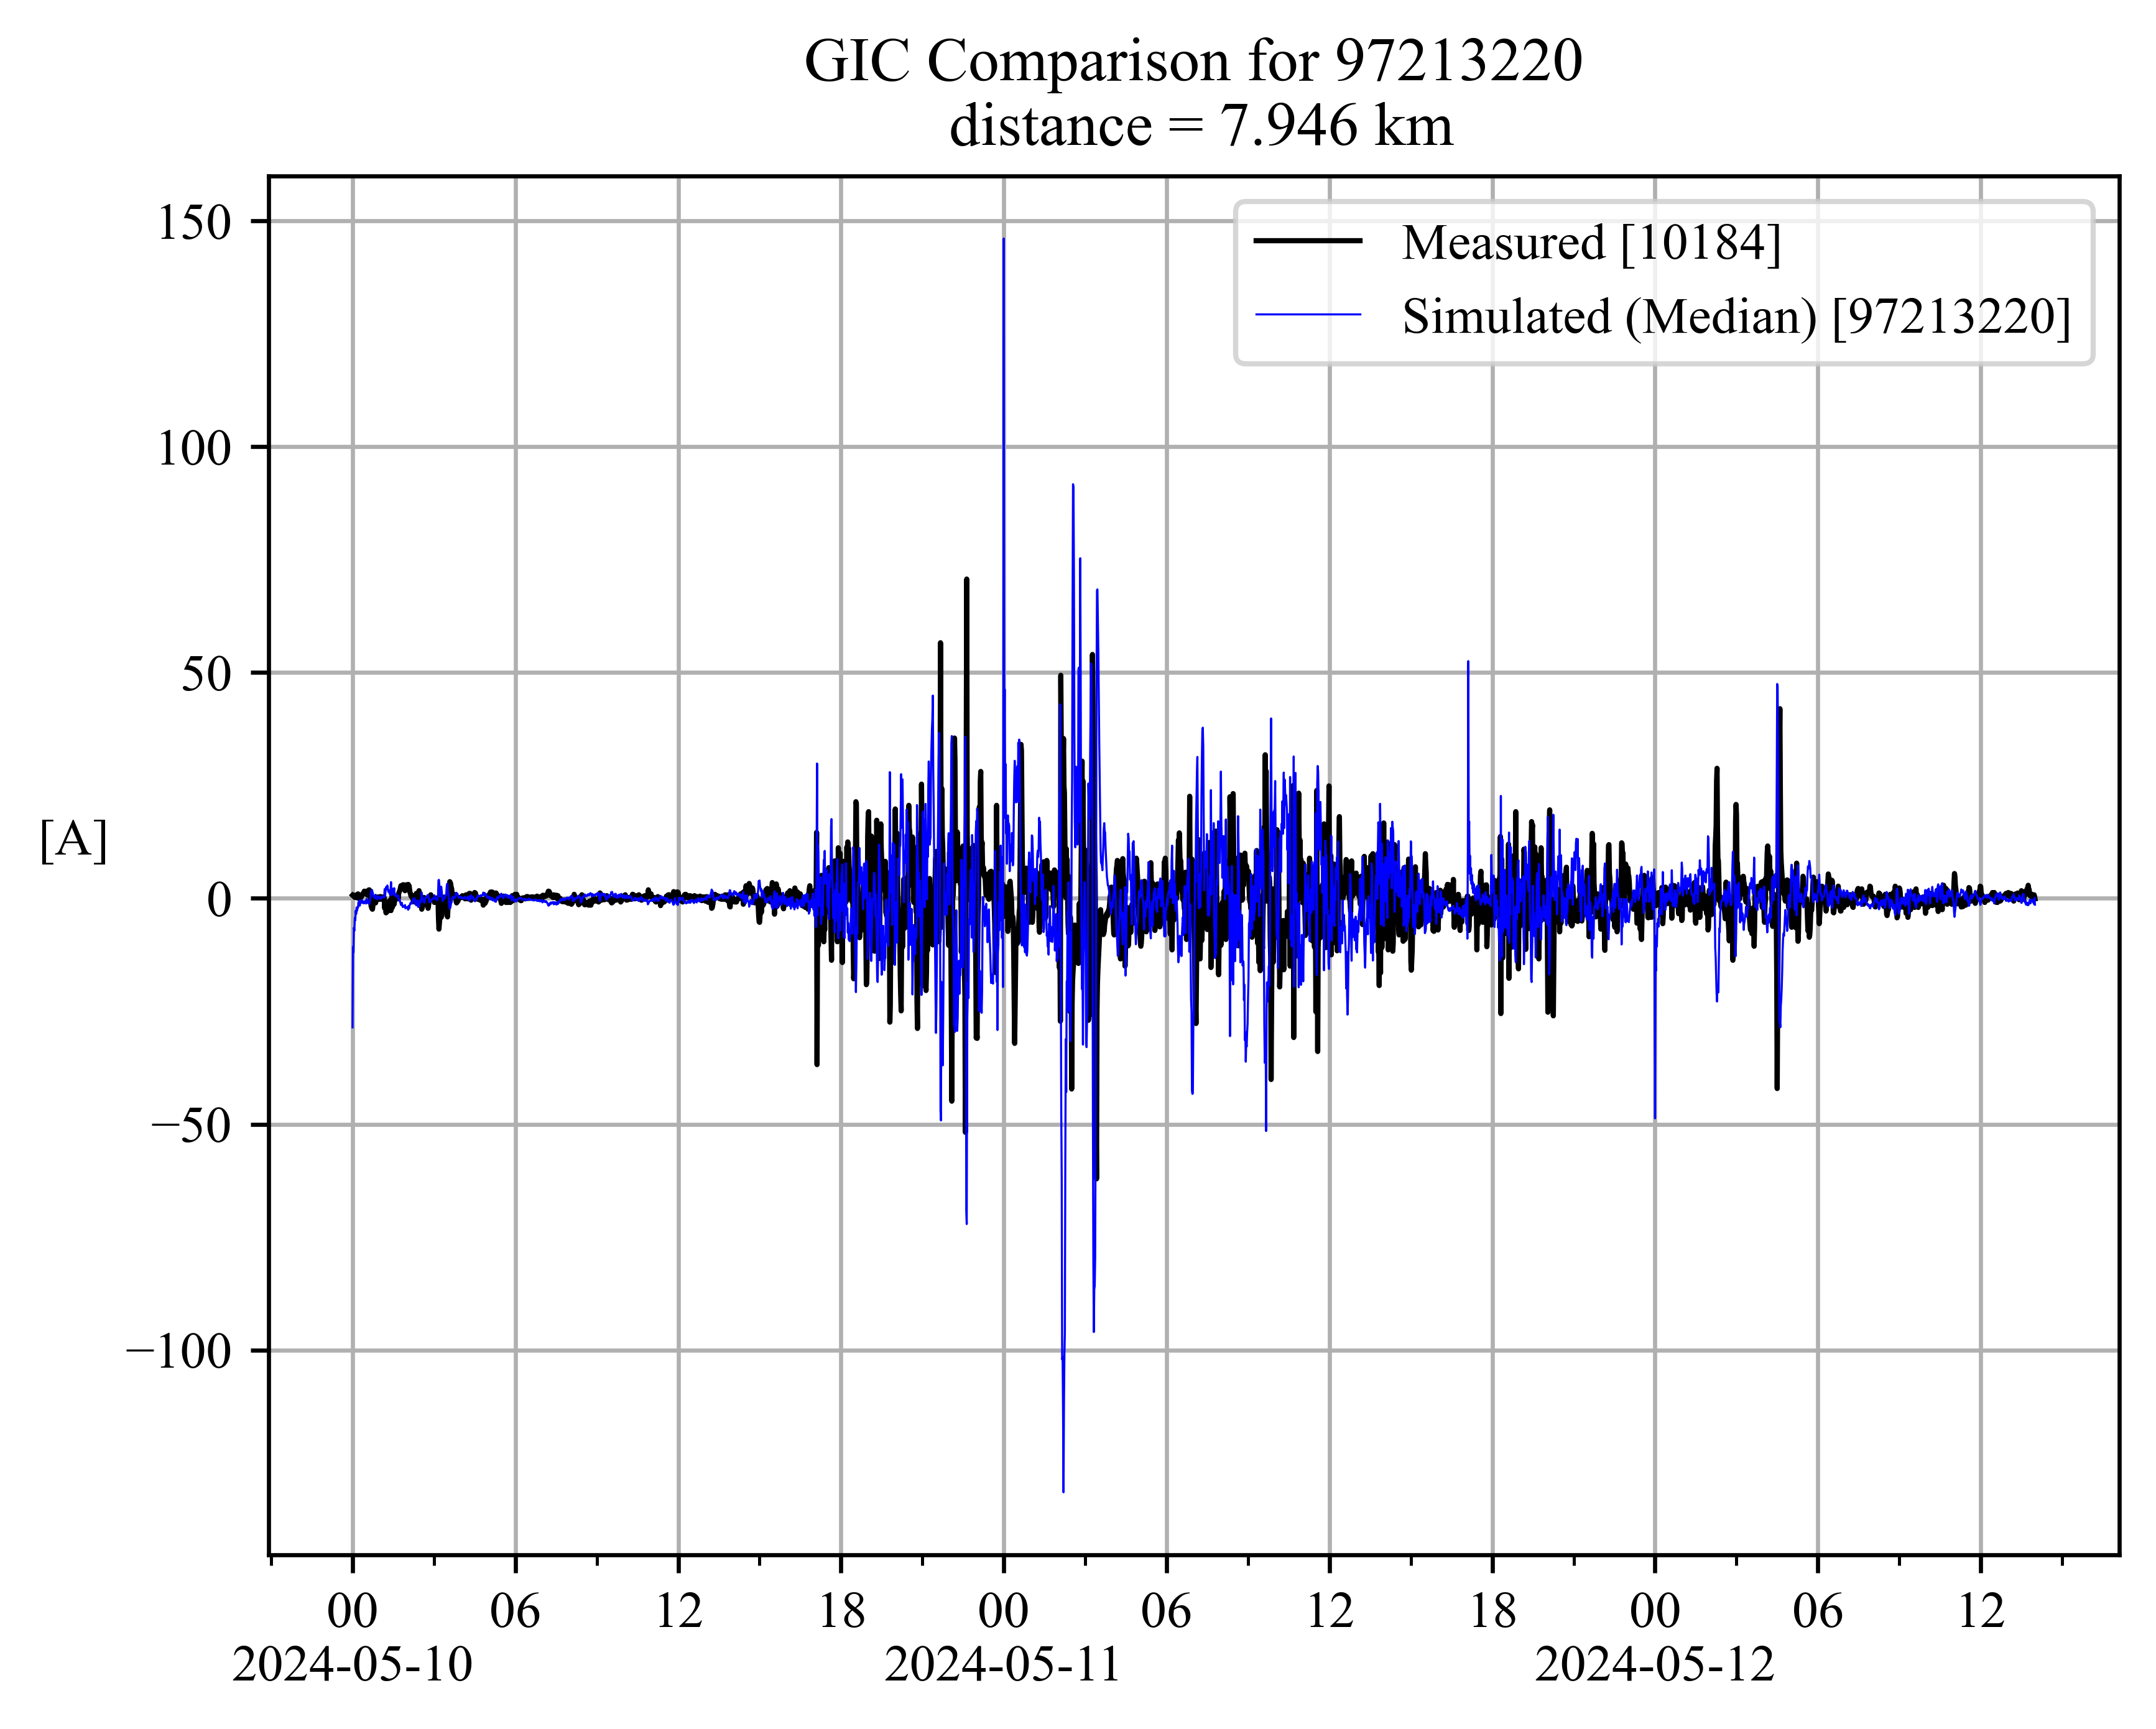 GIC Comparison for 97213220
distance = 7.946 km
Measured [10184]
Simulated (Median) [97213220]
150
100
50
0
−50
−100
[A]
00 06 12 18 00 06 12 18 00 06 12
2024-05-10 2024-05-11 2024-05-12